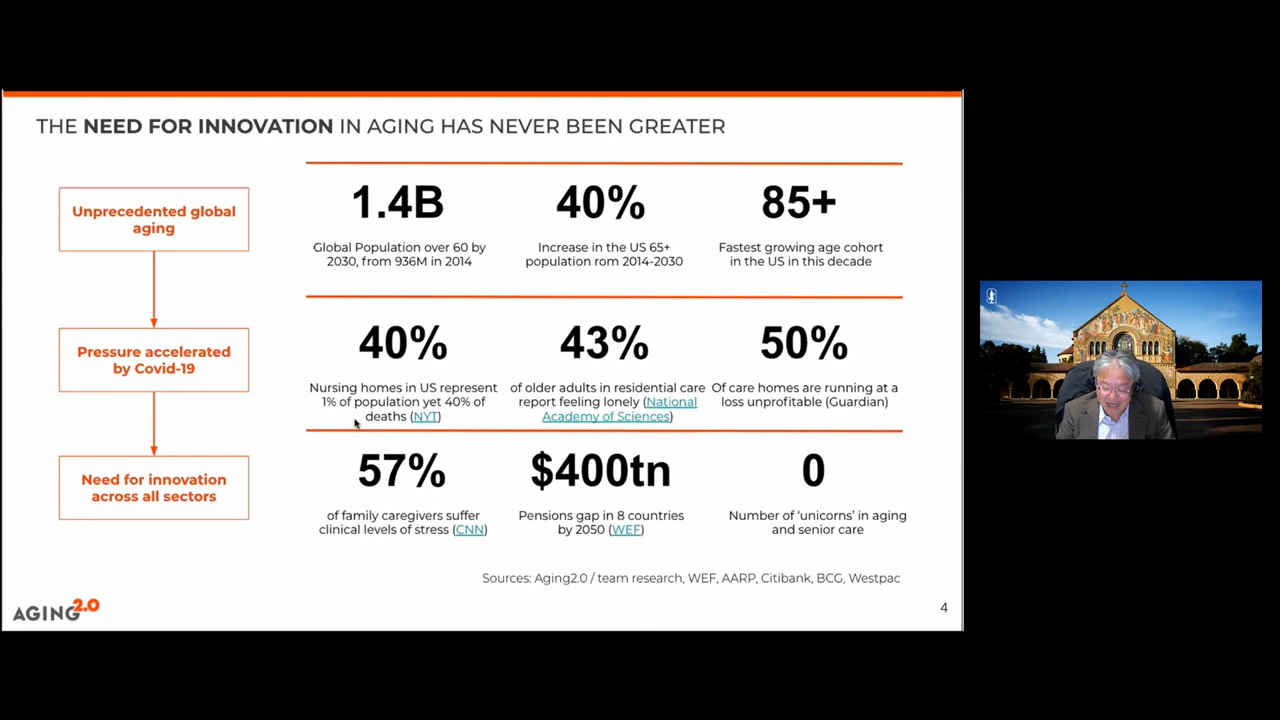 THE NEED FOR INNOVATION IN AGING HAS NEVER BEEN GREATER
Unprecedented global
aging
1.4B
Global Population over 60 by
2030, from 936M in 2014
40%
Increase in the US 65+
population rom 2014-2030
85+
Fastest growing age cohort
in the US in this decade
Pressure accelerated
by Covid-19
40%
Nursing homes in US represent
1% of population yet 40% of
deaths (NYT)
43%
of older adults in residential care
report feeling lonely (National
Academy of Sciences)
50%
Of care homes are running at a
loss unprofitable (Guardian)
Need for innovation
across all sectors
57%
of family caregivers suffer
clinical levels of stress (CNN)
$400tn
Pensions gap in 8 countries
by 2050 (WEF)
0
Number of ‘unicorns’ in aging
and senior care
Sources: Aging2.0 / team research, WEF, AARP, Citibank, BCG, Westpac
AGING2.0
4